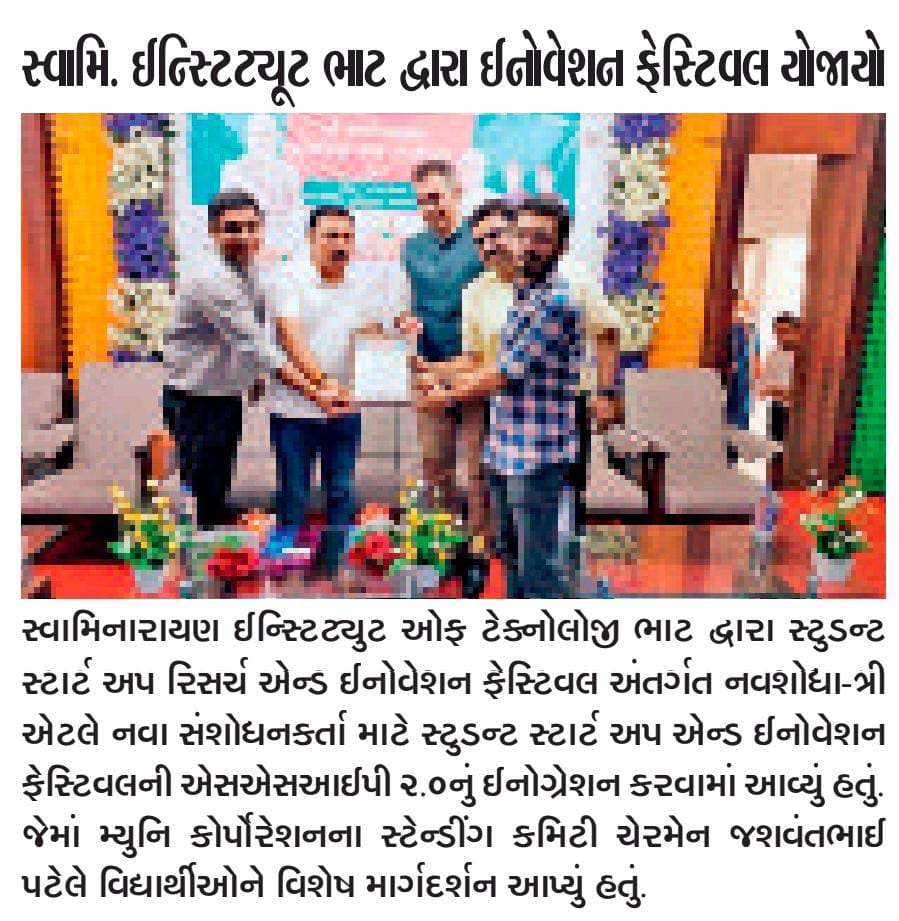 સ્વામિ. ઈન્સ્ટિટ્યૂટ ભાટ દ્વારા ઈનોવેશન ફેસ્ટિવલ યોજાયો
સ્વામિનારાયણ ઈન્સ્ટિટ્યુટ ઓફ ટેક્નોલોજી ભાટ દ્વારા સ્ટુડન્ટ
સ્ટાર્ટ અપ રિસર્ચ એન્ડ ઈનોવેશન ફેસ્ટિવલ અંતર્ગત નવશોધા-શ્રી
એટલે નવા સંશોધનકર્તા માટે સ્ટુડન્ટ સ્ટાર્ટ અપ એન્ડ ઈનોવેશન
ફેસ્ટિવલની એસએસઆઈપી ૨.૦નું ઈનોગ્રેશન કરવામાં આવ્યું હતું.
જેમાં મ્યુનિ કોર્પોરેશનના સ્ટેન્ડીંગ કમિટી ચેરમેન જશવંતભાઈ
પટેલે વિદ્યાર્થીઓને વિશેષ માર્ગદર્શન આપ્યું હતું.